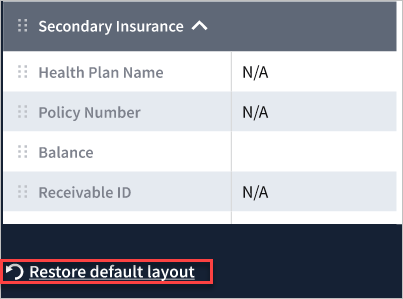 Secondary Insurance
Health Plan Name N/A
Policy Number N/A
Balance
Receivable ID N/A
Restore default layout